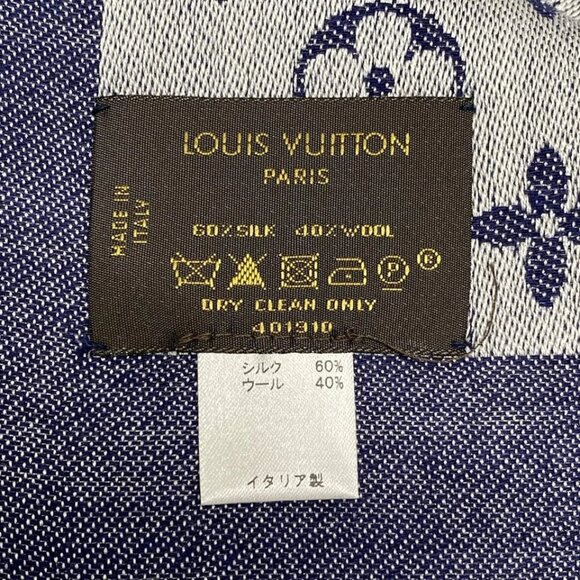 LOUIS VUITTON
PARIS
MADE IN
ITALY
60% SILK 40% WOOL
P ®
DRY CLEAN ONLY
401910
シルク 60%
ウール 40%
イタリア製